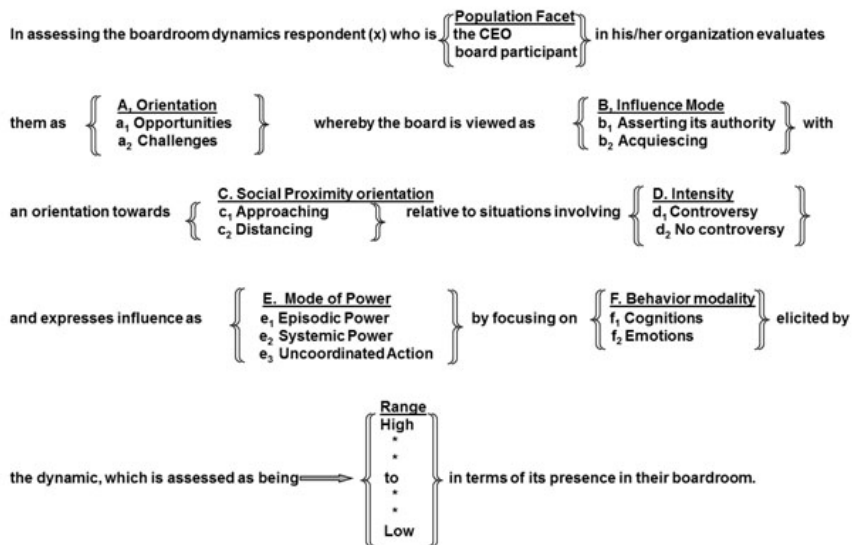 Population Facet
In assessing the boardroom dynamics respondent (x) who is the CEO in his/her organization evaluates
board participant
A, Orientation B, Influence Mode
them as a1 Opportunities whereby the board is viewed as b1 Asserting its authority with
a2 Challenges b2 Acquiescing
C. Social Proximity orientation D. Intensity
an orientation towards c1 Approaching relative to situations involving d1 Controversy
c2 Distancing d2 No controversy
E. Mode of Power F. Behavior modality
and expresses influence as e1 Episodic Power by focusing on f1 Cognitions elicited by
e2 Systemic Power f2 Emotions
e3 Uncoordinated Action
Range
High
*
*
the dynamic, which is assessed as being to in terms of its presence in their boardroom.
*
*
Low